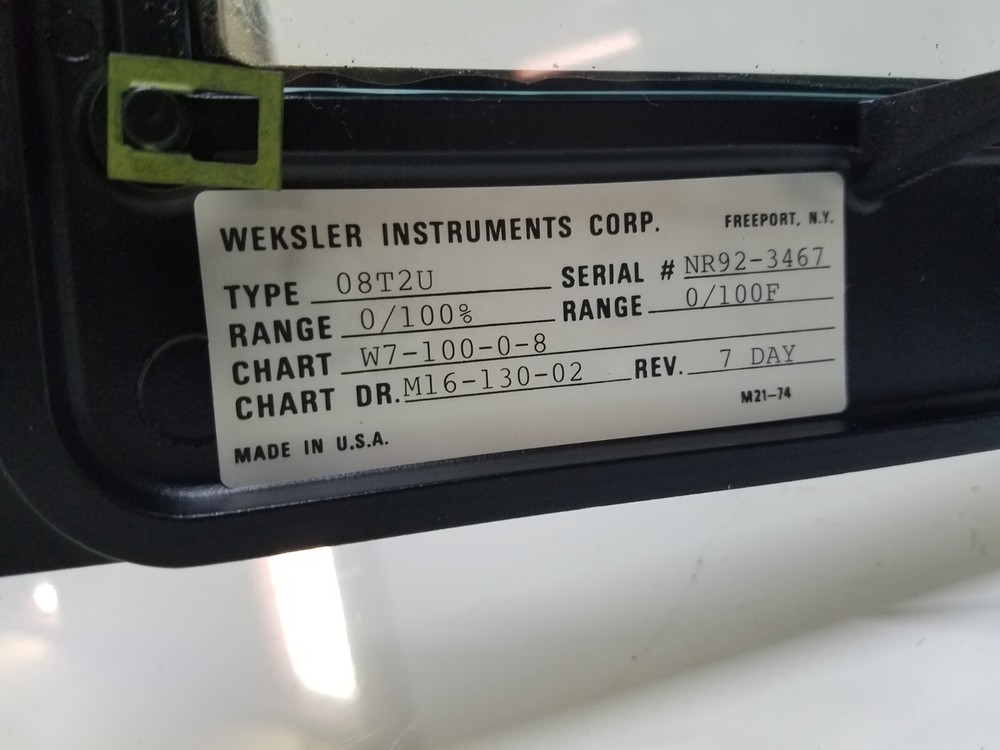 WEKSLER INSTRUMENTS CORP. FREEPORT, N.Y.
TYPE 08T2U SERIAL # NR92-3467
RANGE 0/100% RANGE 0/100F
CHART W7-100-0-8
CHART DR. M16-130-02 REV. 7 DAY
MADE IN U.S.A. M21-74